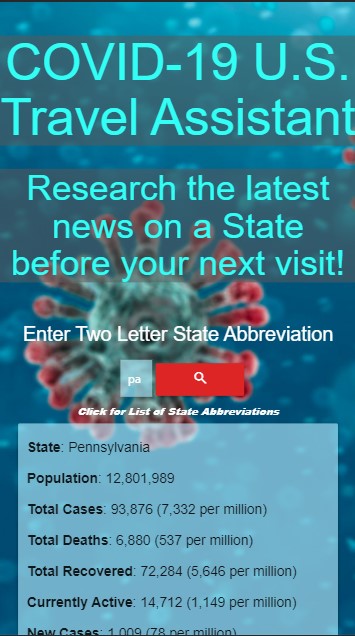 COVID-19 U.S.
Travel Assistant
Research the latest
news on a State
before your next visit!
Enter Two Letter State Abbreviation
pa
Click for List of State Abbreviations
State: Pennsylvania
Population: 12,801,989
Total Cases: 93,876 (7,332 per million)
Total Deaths: 6,880 (537 per million)
Total Recovered: 72,284 (5,646 per million)
Currently Active: 14,712 (1,149 per million)
New Cases: 1,009 (78 per million)